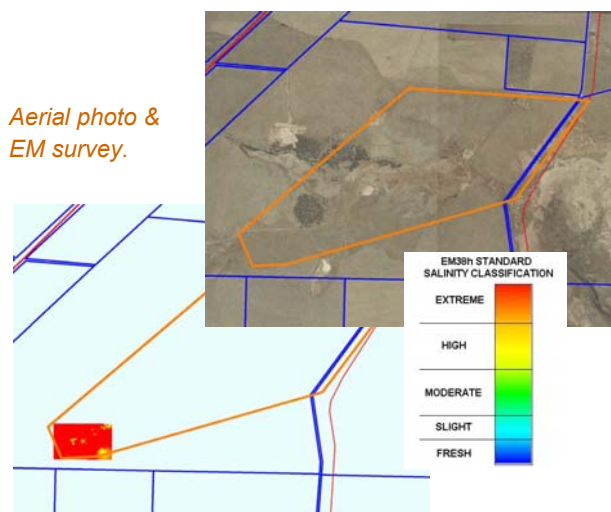 Aerial photo &
EM survey.
EM38h STANDARD
SALINITY CLASSIFICATION
EXTREME
HIGH
MODERATE
SLIGHT
FRESH